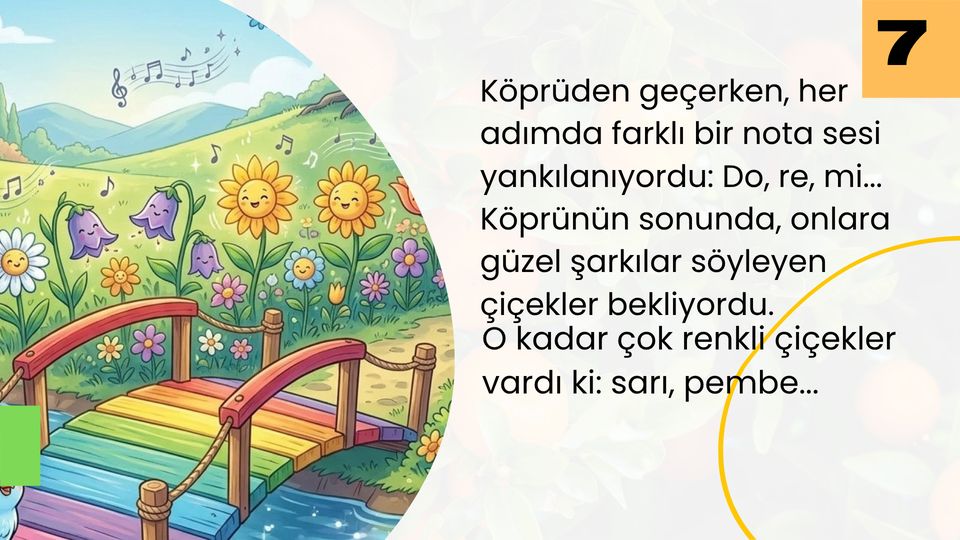 7
Köprüden geçerken, her
adımda farklı bir nota sesi
yankılanıyordu: Do, re, mi...
Köprünün sonunda, onlara
güzel şarkılar söyleyen
çiçekler bekliyordu.
O kadar çok renkli çiçekler
vardı ki: sarı, pembe...